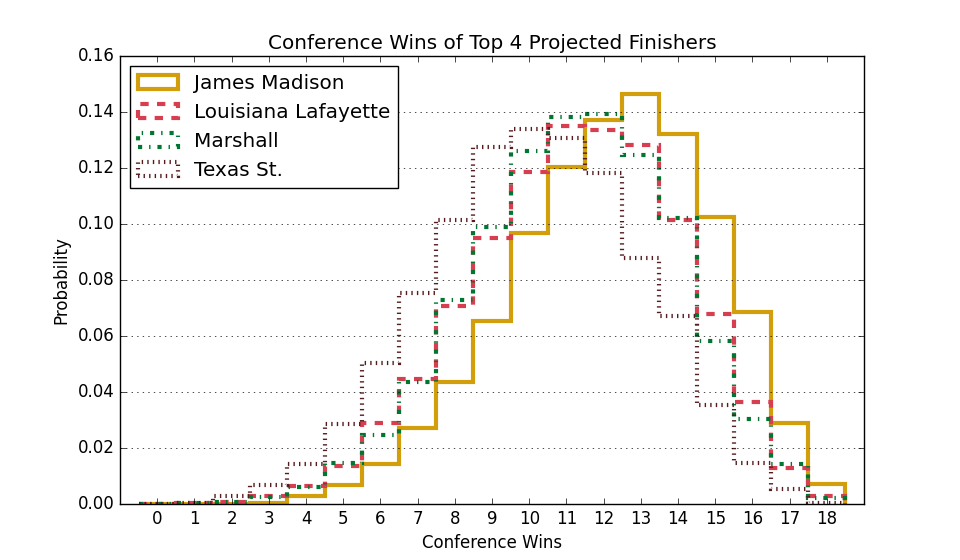 Conference Wins of Top 4 Projected Finishers
0.16
0.14
0.12
0.10
0.08
0.06
0.04
0.02
0.00
Probability
James Madison
Louisiana Lafayette
Marshall
Texas St.
0 1 2 3 4 5 6 7 8 9 10 11 12 13 14 15 16 17 18
Conference Wins